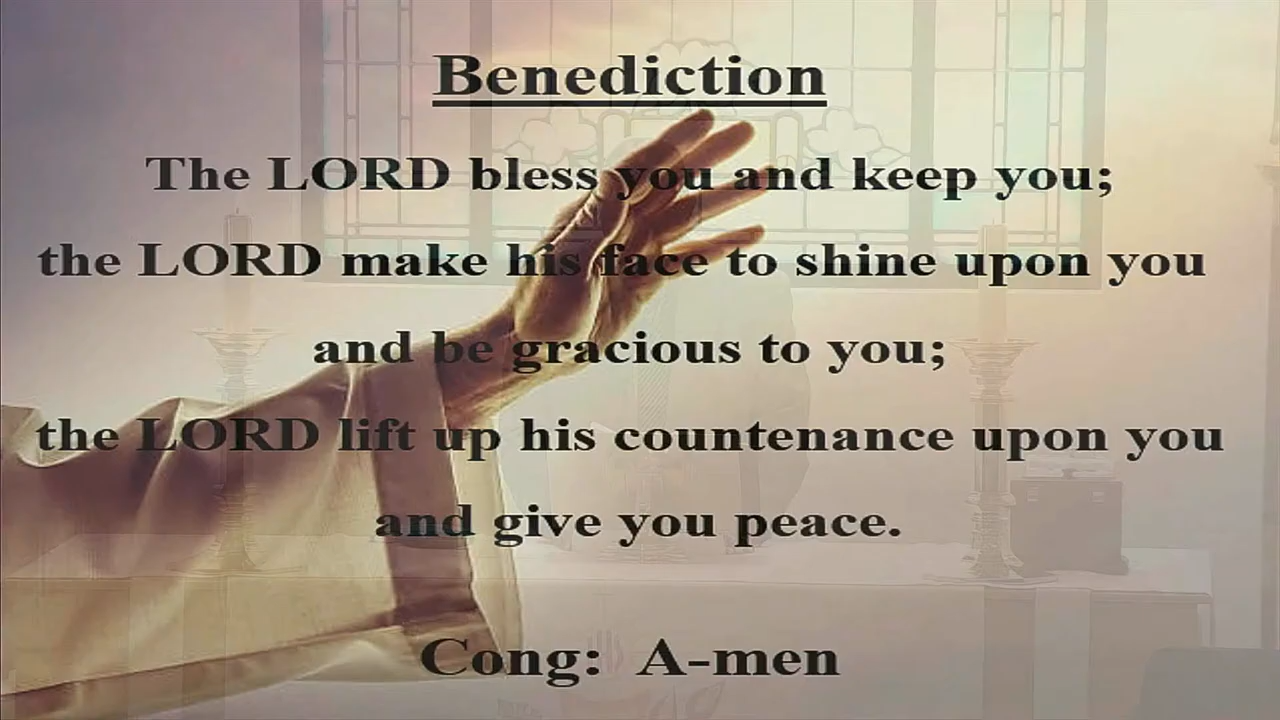 Benediction
The LORD bless you and keep you;
the LORD make his face to shine upon you
and be gracious to you;
the LORD lift up his countenance upon you
and give you peace.
Cong: A-men